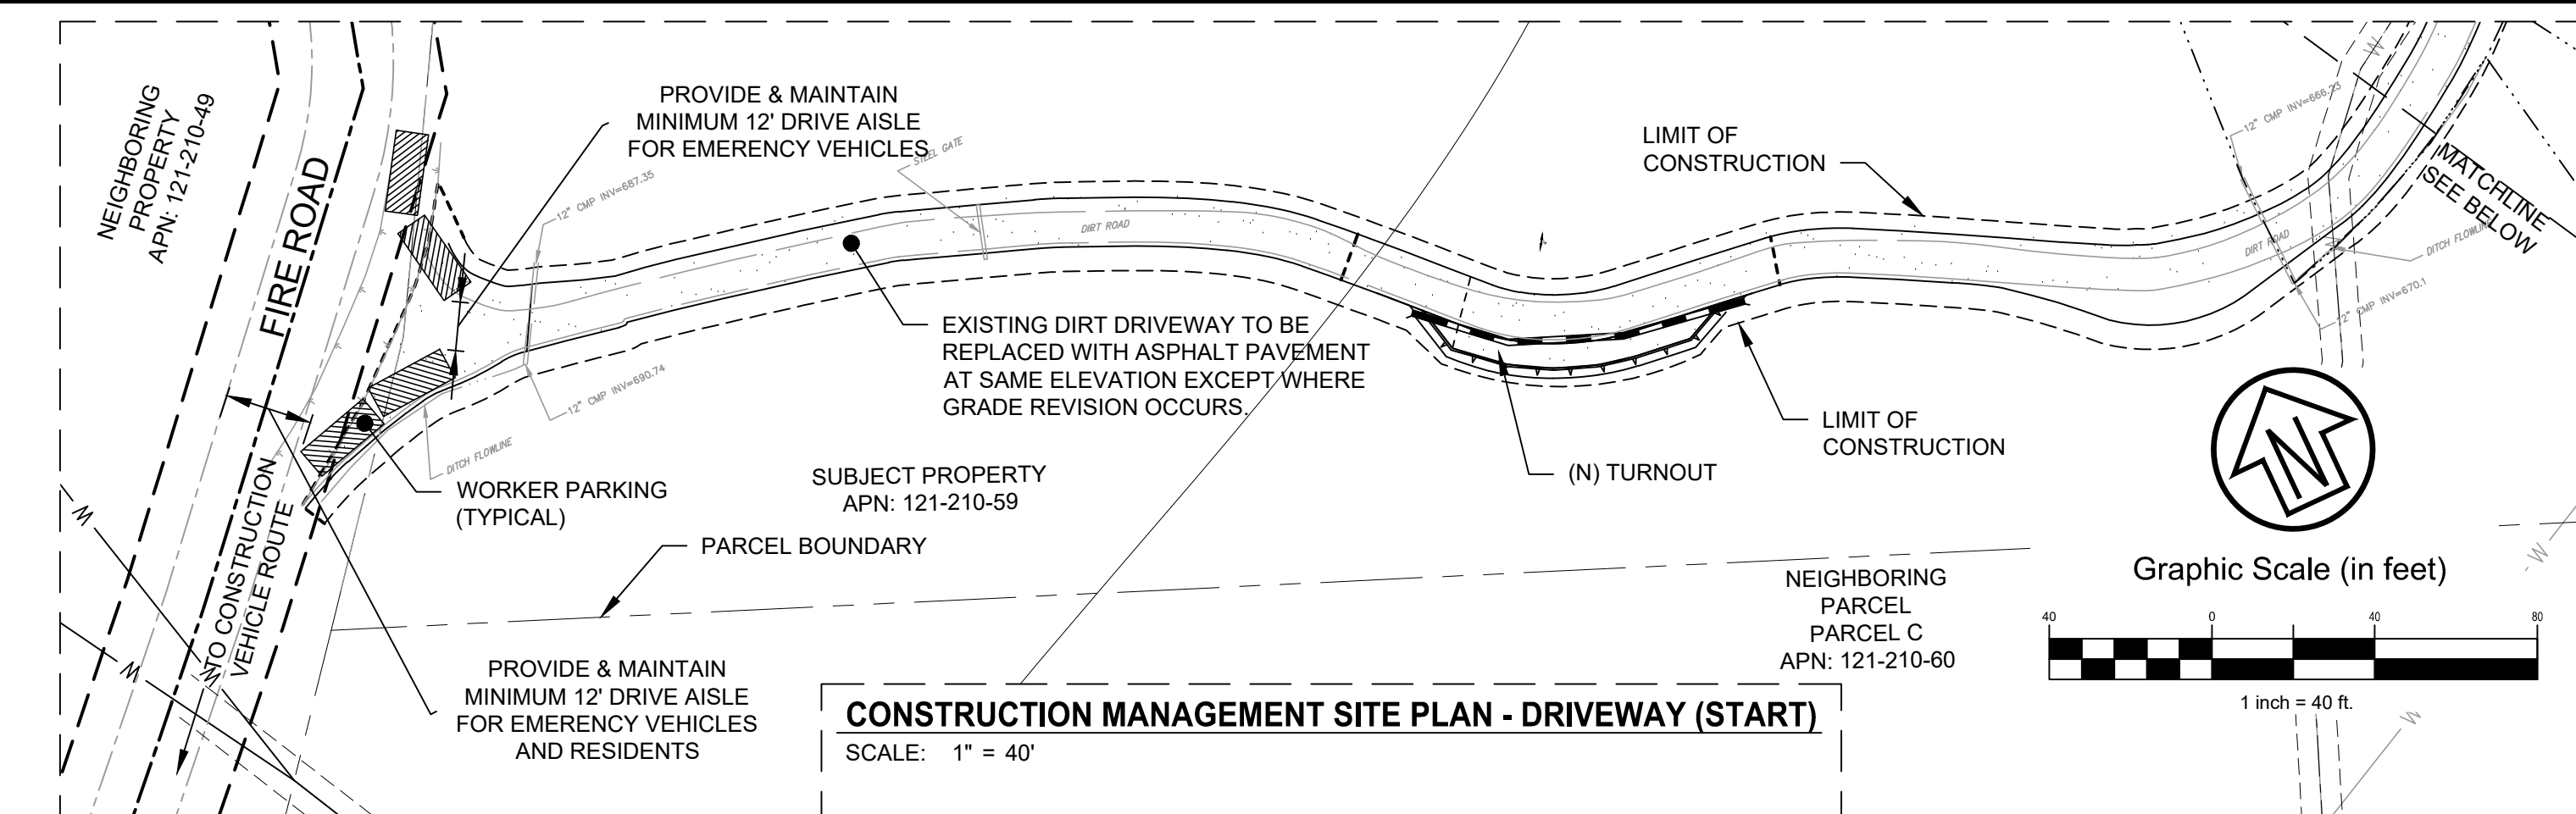 NEIGHBORING
PROPERTY
APN: 121-210-49
FIRE ROAD
PROVIDE & MAINTAIN
MINIMUM 12' DRIVE AISLE
FOR EMERENCY VEHICLES
STEEL GATE
12" CMP INV=687.35
DIRT ROAD
LIMIT OF
CONSTRUCTION
12" CMP INV=666.23
MATCHLINE
SEE BELOW
DIRT ROAD
DITCH FLOWLINE
12" CMP INV=670.1
EXISTING DIRT DRIVEWAY TO BE
REPLACED WITH ASPHALT PAVEMENT
AT SAME ELEVATION EXCEPT WHERE
GRADE REVISION OCCURS.
12" CMP INV=690.74
DITCH FLOWLINE
WORKER PARKING
(TYPICAL)
SUBJECT PROPERTY
APN: 121-210-59
(N) TURNOUT
LIMIT OF
CONSTRUCTION
N
PARCEL BOUNDARY
TO CONSTRUCTION
VEHICLE ROUTE
W
W
W
W
W
W
PROVIDE & MAINTAIN
MINIMUM 12' DRIVE AISLE
FOR EMERENCY VEHICLES
AND RESIDENTS
NEIGHBORING
PARCEL
PARCEL C
APN: 121-210-60
Graphic Scale (in feet)
40 0 40 80
1 inch = 40 ft.
CONSTRUCTION MANAGEMENT SITE PLAN - DRIVEWAY (START)
SCALE: 1" = 40'